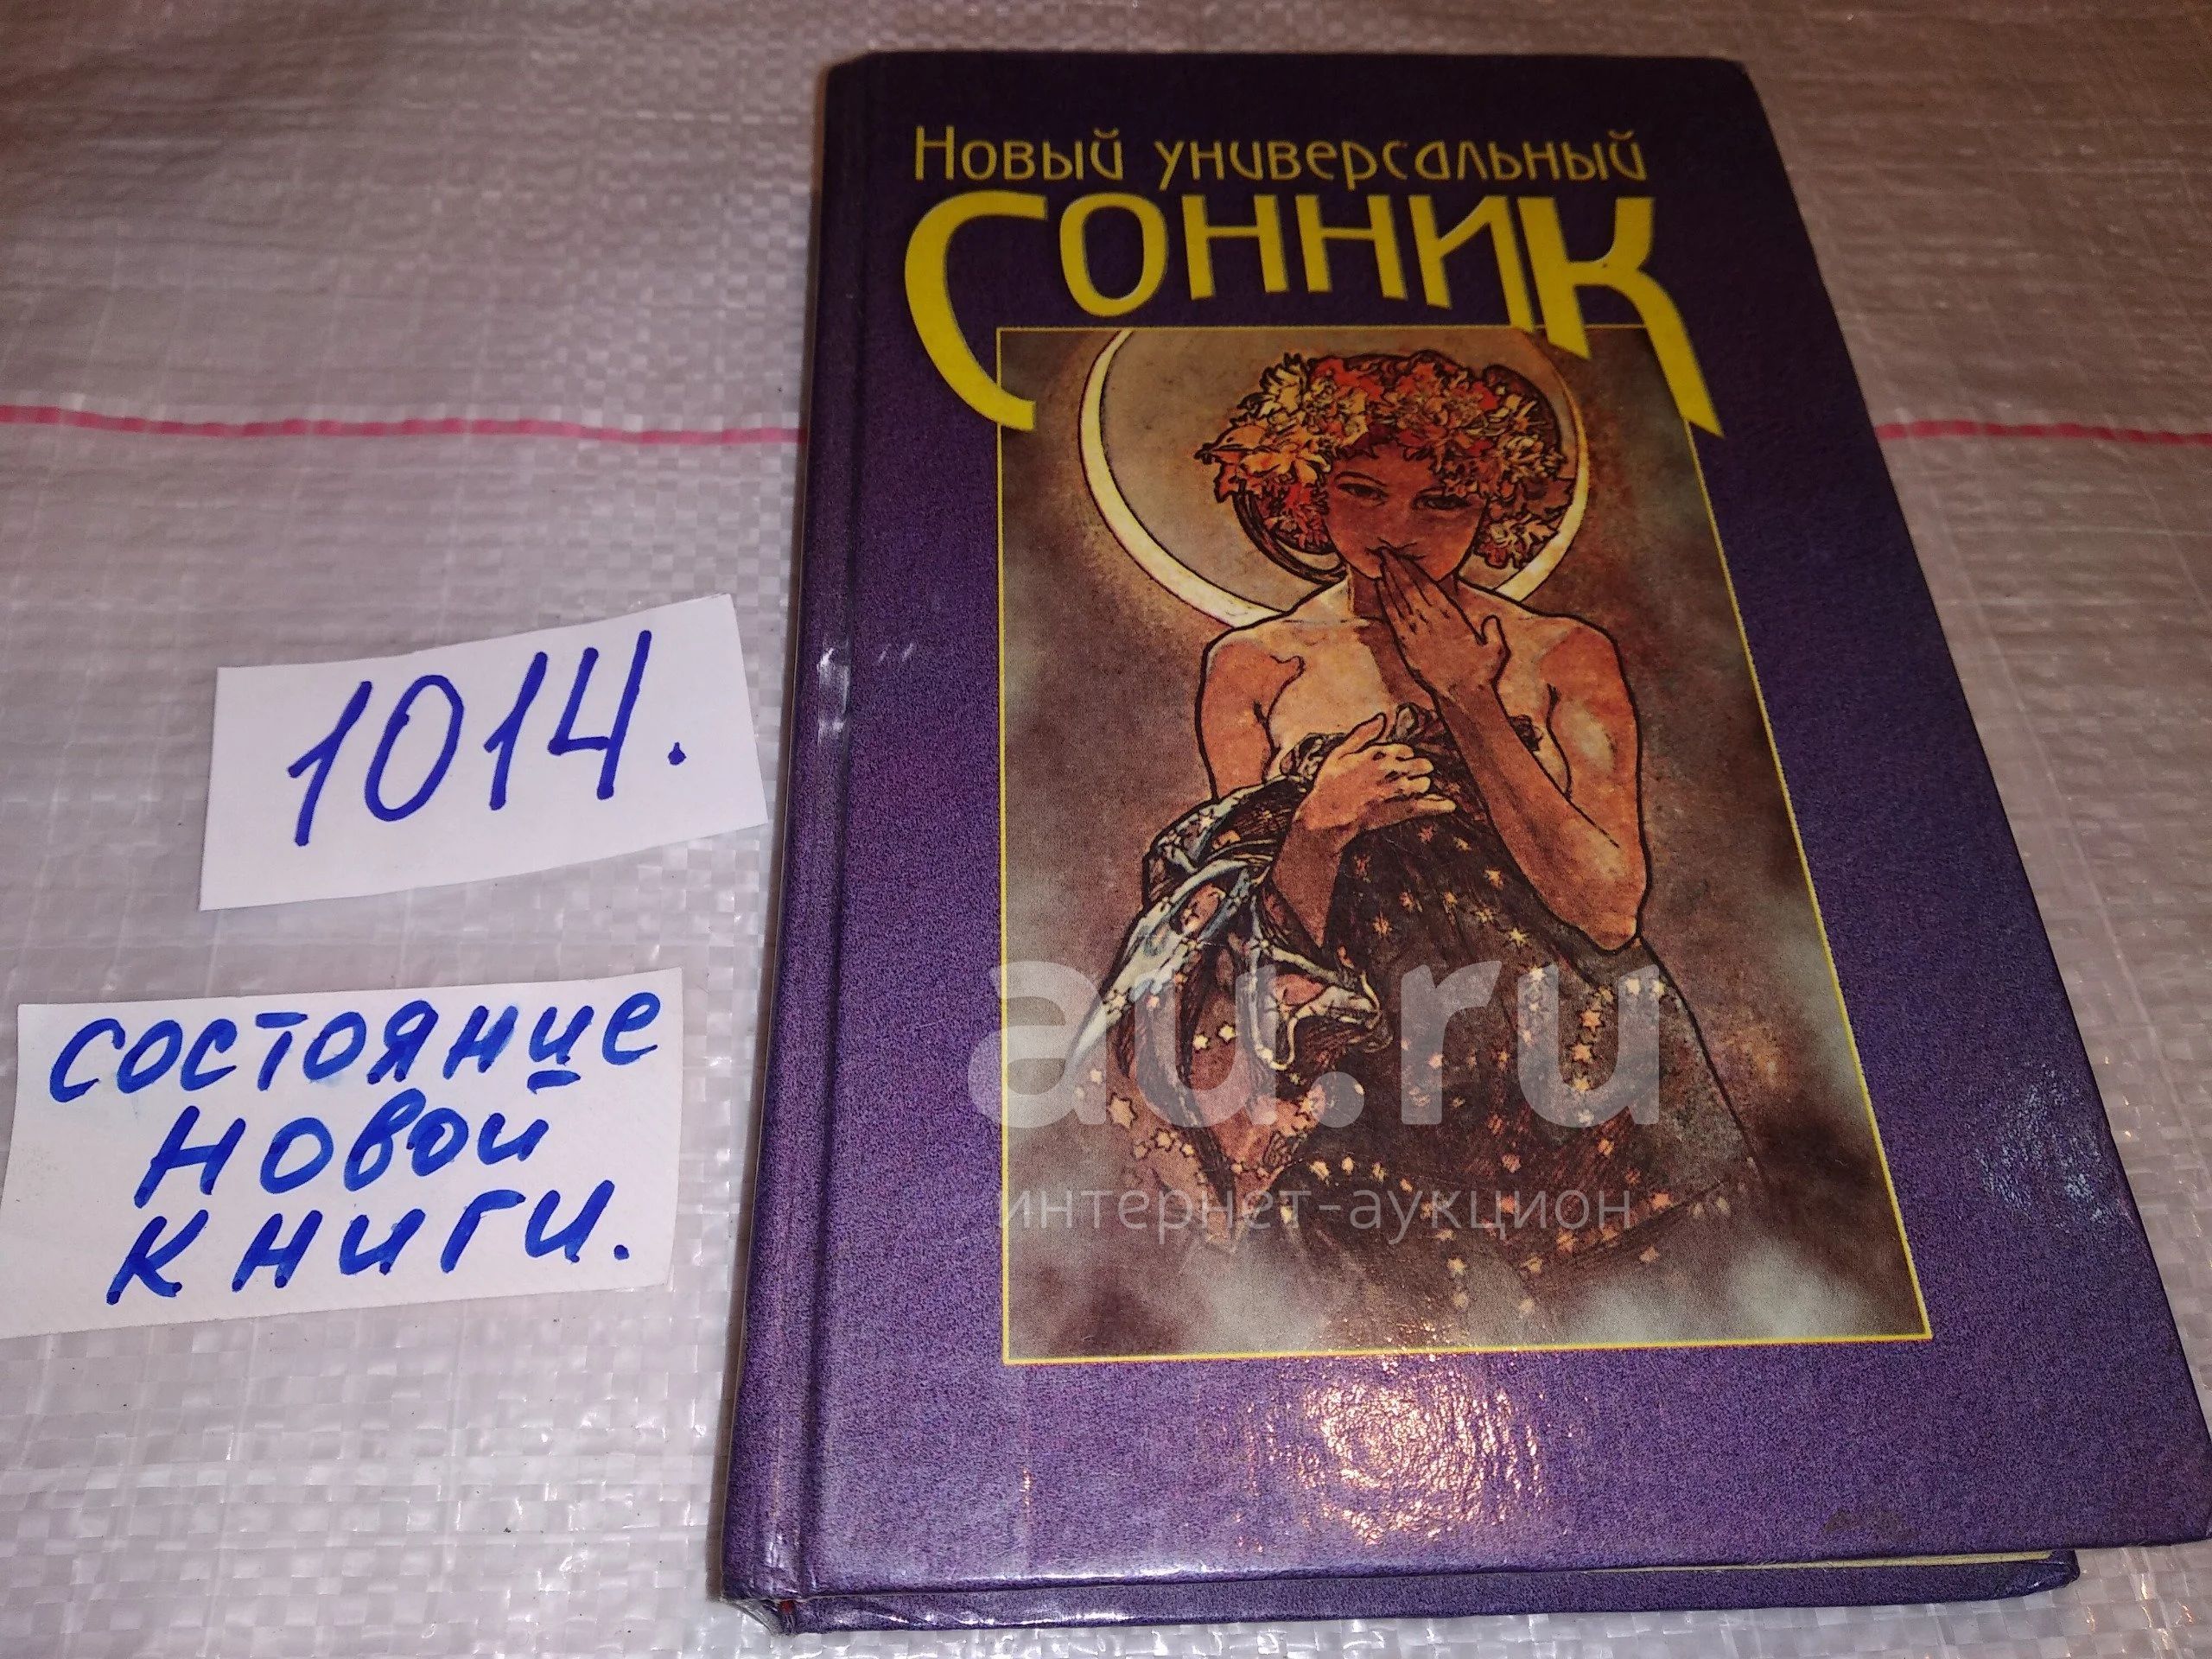 Новый универсальный
Сонник
1014.
состояние
новой
книги.
au.ru
интернет-аукцион